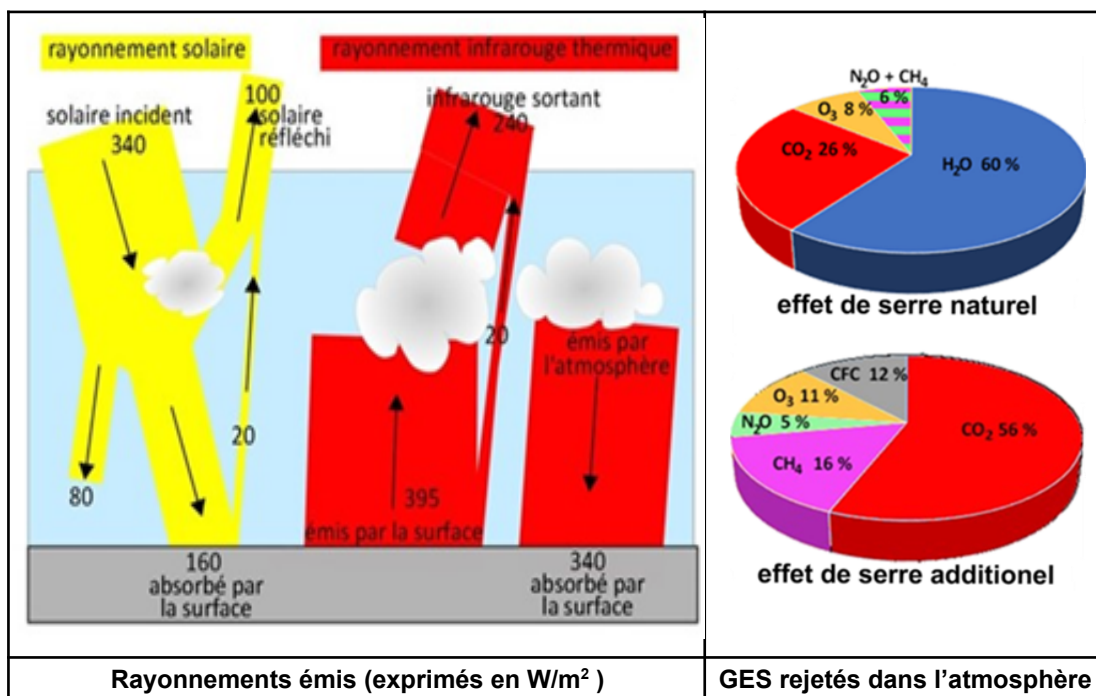 rayonnement solaire
rayonnement infrarouge thermique
solaire incident
340
100
solaire
réfléchi
infrarouge sortant
240
20
80
20
395
émis par la surface
émis par
l'atmosphère
160
absorbé par
la surface
340
absorbé par
la surface
N₂O + CH₄
6 %
O₃ 8 %
CO₂ 26 %
H₂O 60 %
effet de serre naturel
CFC 12 %
O₃ 11 %
N₂O 5 %
CH₄ 16 %
CO₂ 56 %
effet de serre additionel
Rayonnements émis (exprimés en W/m² )
GES rejetés dans l'atmosphère